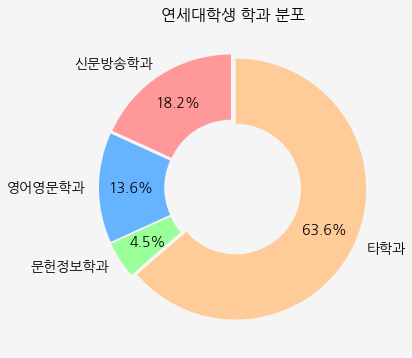 연세대학생 학과 분포
신문방송학과
18.2%
영어영문학과
13.6%
63.6%
타학과
4.5%
문헌정보학과